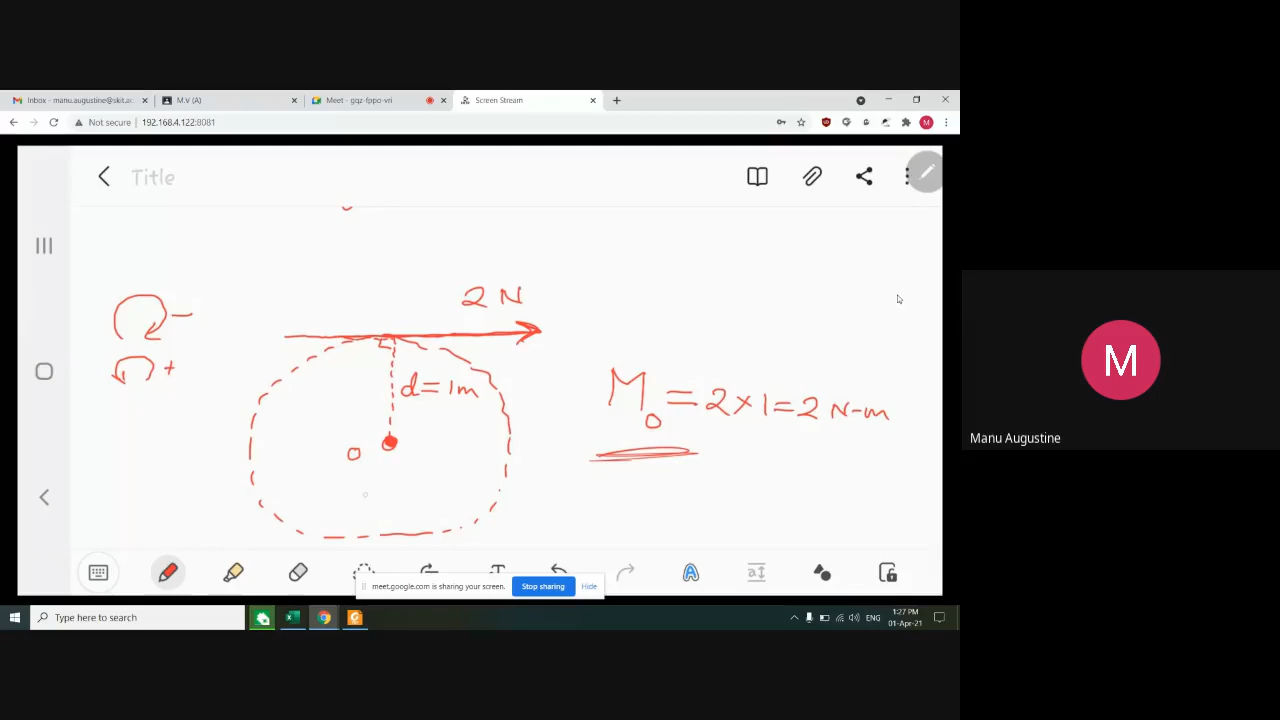 Inbox - manu.augustine@skit.ac
M.V (A)
Meet - gqz-fppo-vri
Screen Stream
Not secure | 192.168.4.122:8081
Title
2 N
−
+
d = 1m
M₀ = 2 × 1 = 2 N-m
o
M
Manu Augustine
meet.google.com is sharing your screen.
Stop sharing
Hide
Type here to search
ENG
1:27 PM
01-Apr-21